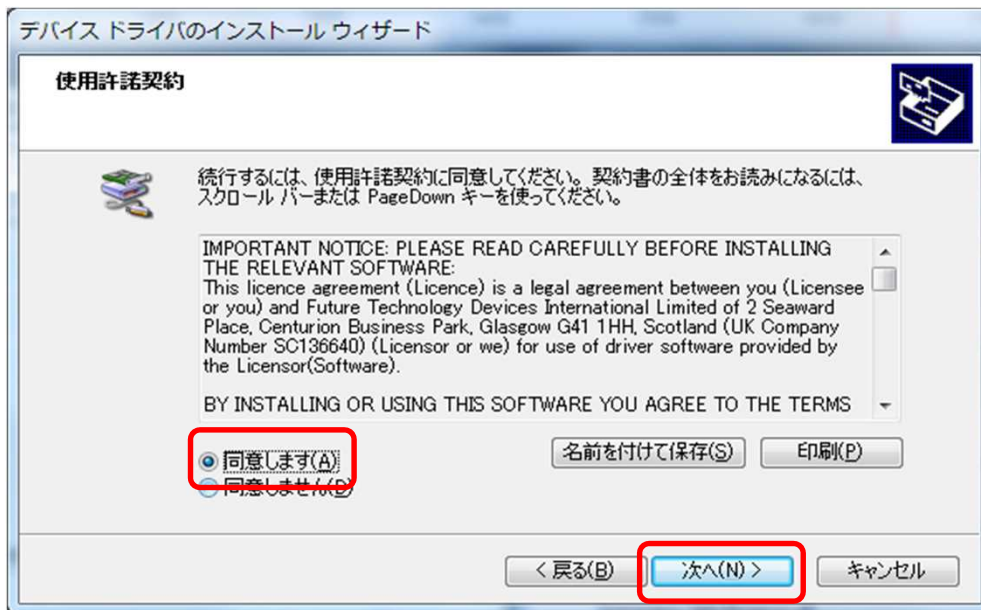 デバイス ドライバのインストール ウィザード
使用許諾契約
続行するには、使用許諾契約に同意してください。契約書の全体をお読みになるには、
スクロール バーまたは PageDown キーを使ってください。
IMPORTANT NOTICE: PLEASE READ CAREFULLY BEFORE INSTALLING
THE RELEVANT SOFTWARE:
This licence agreement (Licence) is a legal agreement between you (Licensee
or you) and Future Technology Devices International Limited of 2 Seaward
Place, Centurion Business Park, Glasgow G41 1HH, Scotland (UK Company
Number SC136640) (Licensor or we) for use of driver software provided by
the Licensor(Software).
BY INSTALLING OR USING THIS SOFTWARE YOU AGREE TO THE TERMS
同意します(A)
名前を付けて保存(S) 印刷(P)
同意しません(D)
< 戻る(B) 次へ(N) > キャンセル